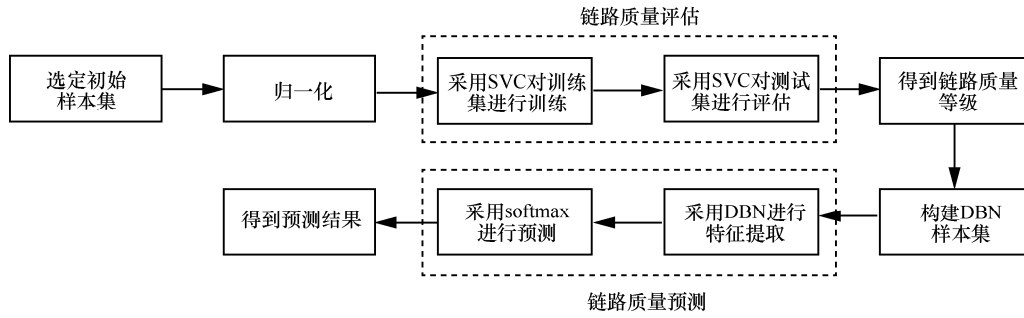 链路质量评估
选定初始
样本集
归一化
采用SVC对训练
集进行训练
采用SVC对测试
集进行评估
得到链路质量
等级
得到预测结果
采用softmax
进行预测
采用DBN进行
特征提取
构建DBN
样本集
链路质量预测